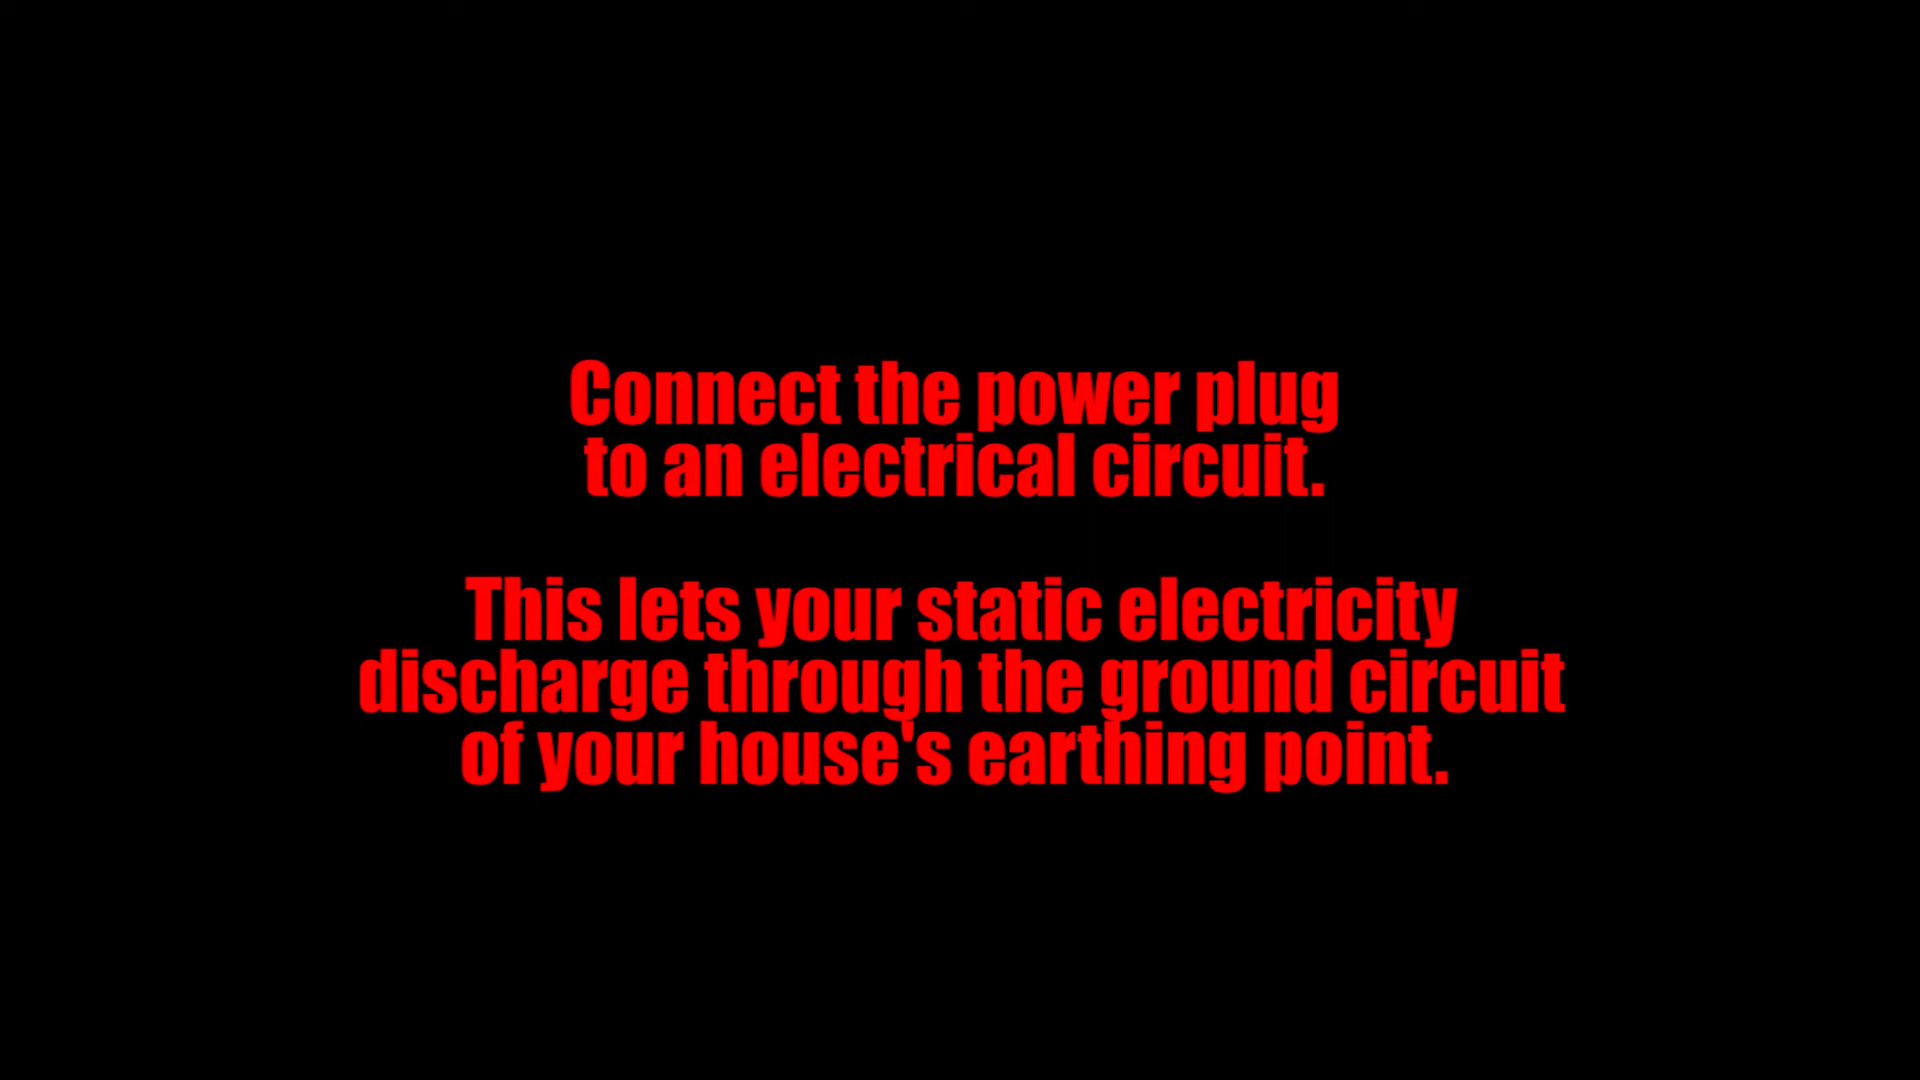 Connect the power plug
to an electrical circuit.
This lets your static electricity
discharge through the ground circuit
of your house's earthing point.